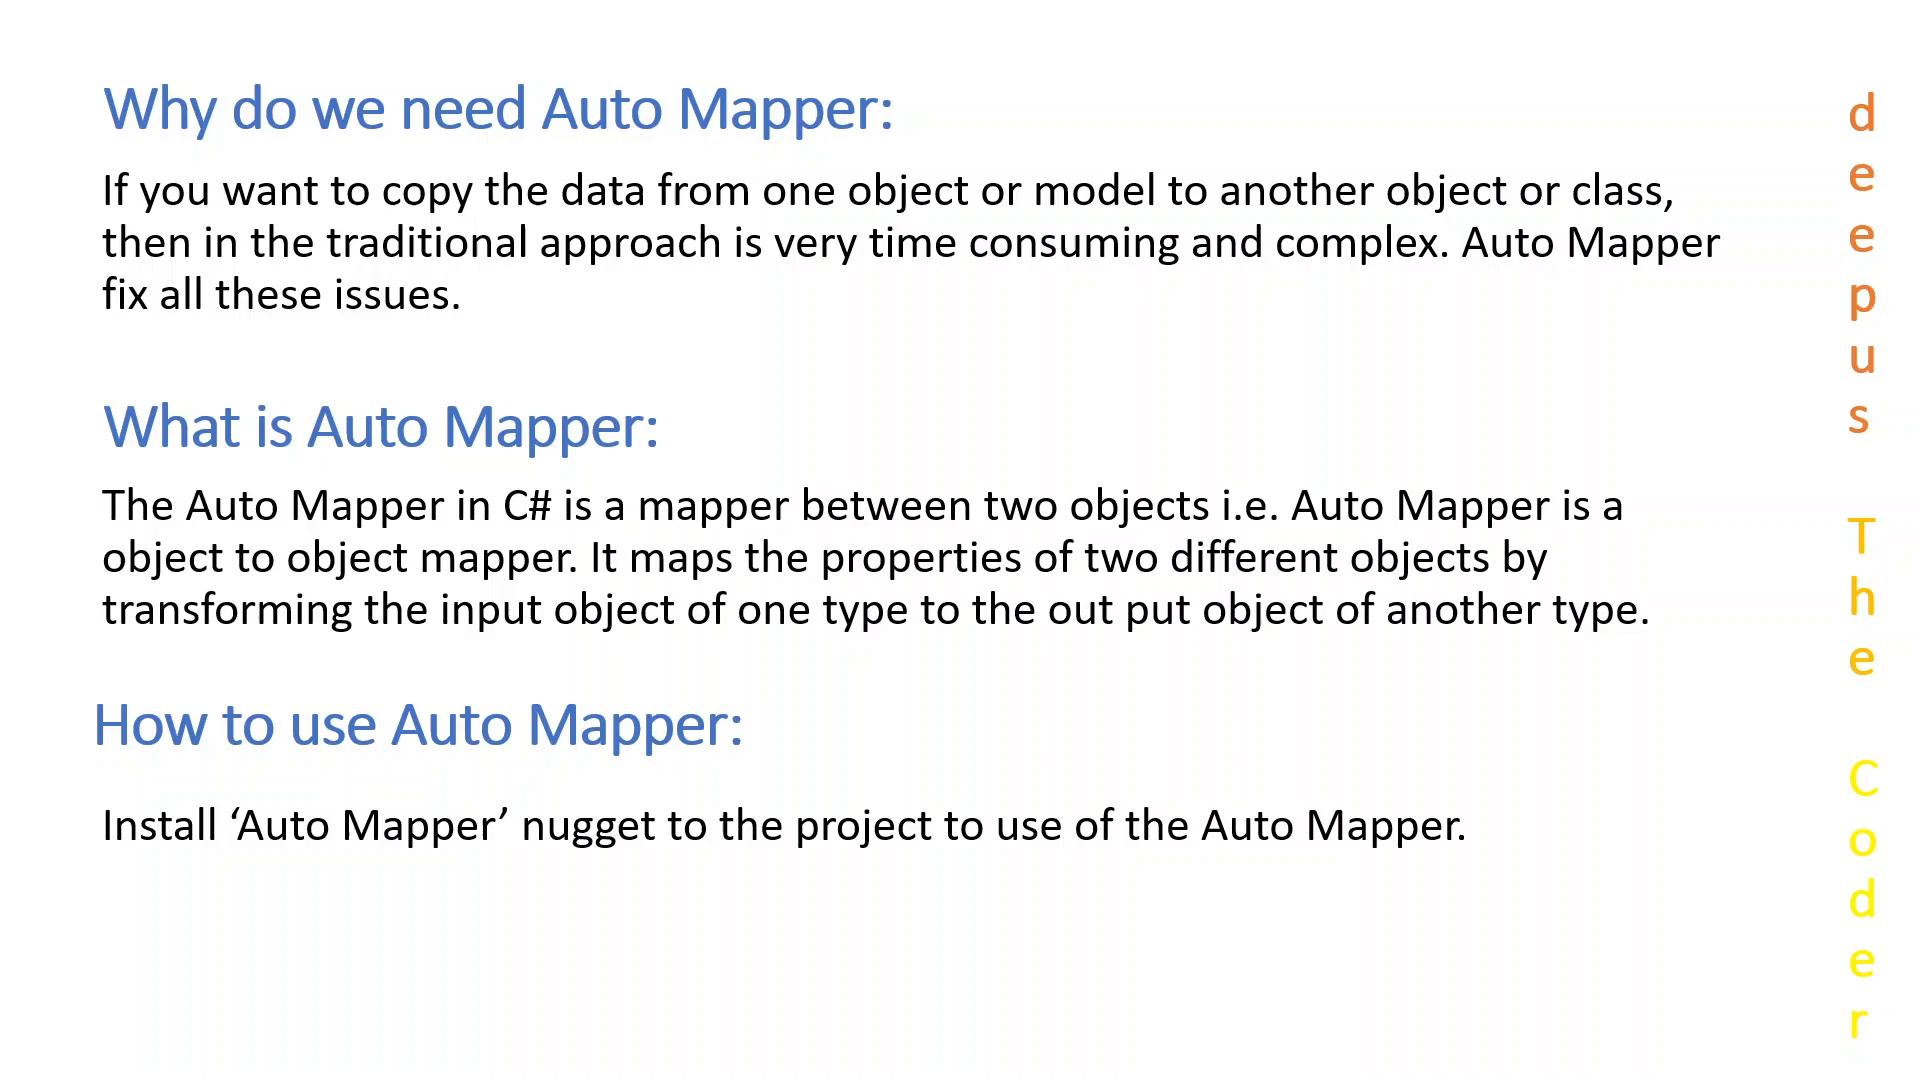 Why do we need Auto Mapper:
If you want to copy the data from one object or model to another object or class,
then in the traditional approach is very time consuming and complex. Auto Mapper
fix all these issues.
What is Auto Mapper:
The Auto Mapper in C# is a mapper between two objects i.e. Auto Mapper is a
object to object mapper. It maps the properties of two different objects by
transforming the input object of one type to the out put object of another type.
How to use Auto Mapper:
Install ‘Auto Mapper’ nugget to the project to use of the Auto Mapper.
deepus The Coder